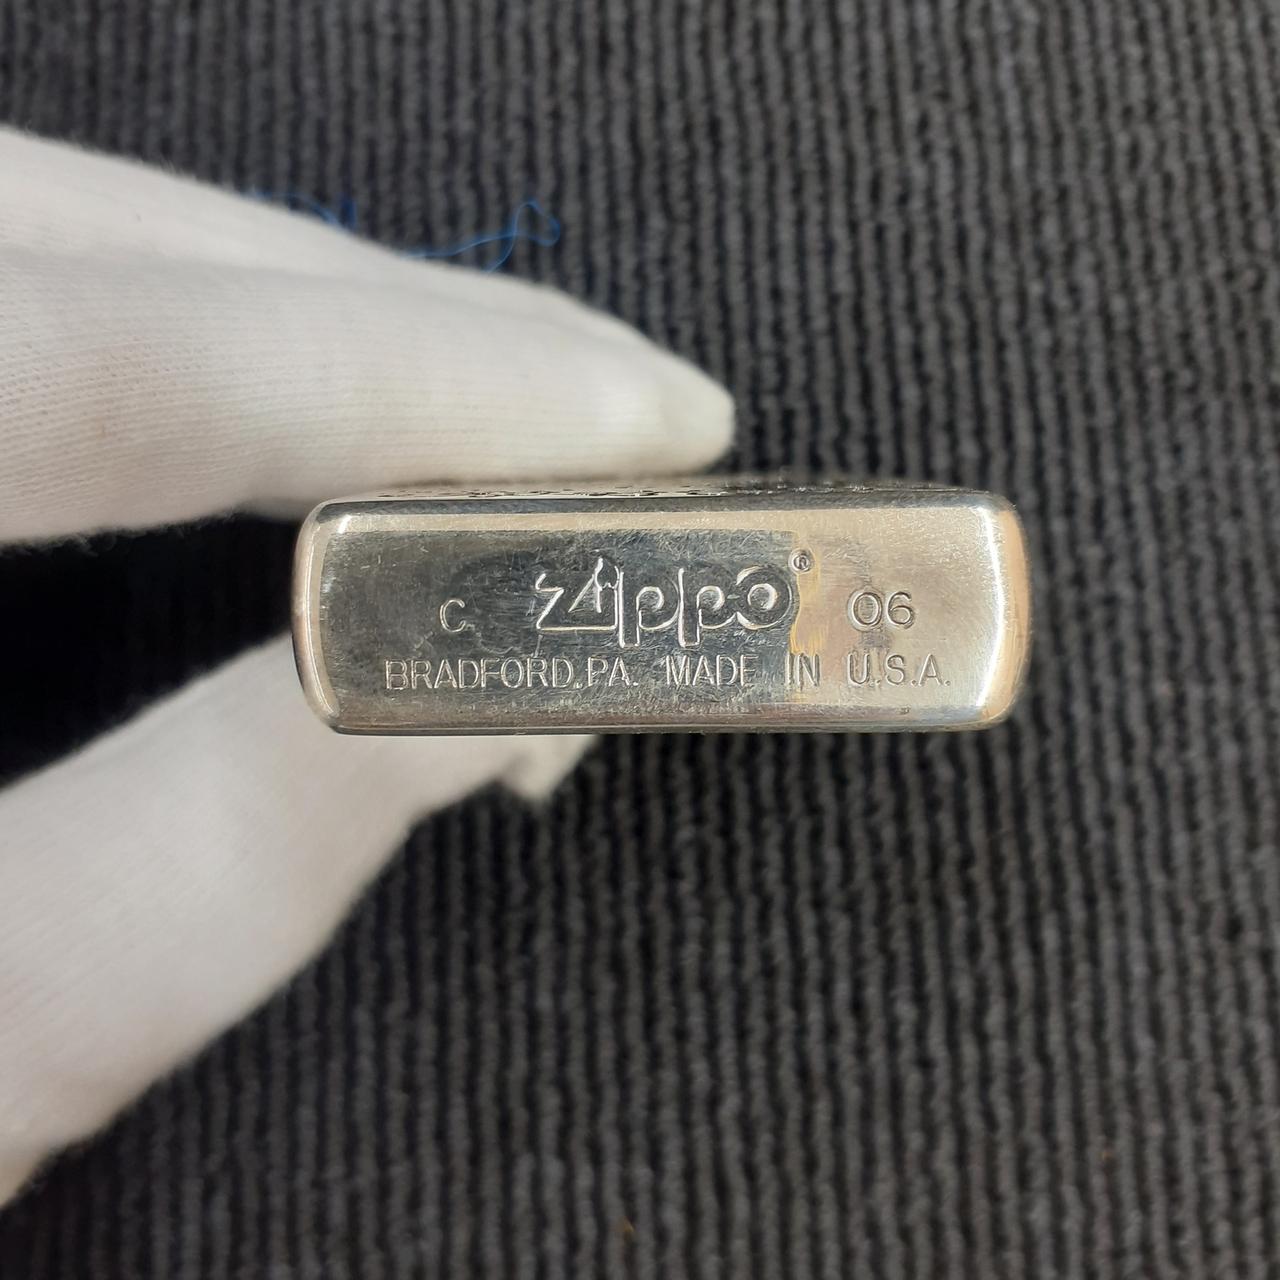 C Zippo® 06
BRADFORD, PA. MADE IN U.S.A.